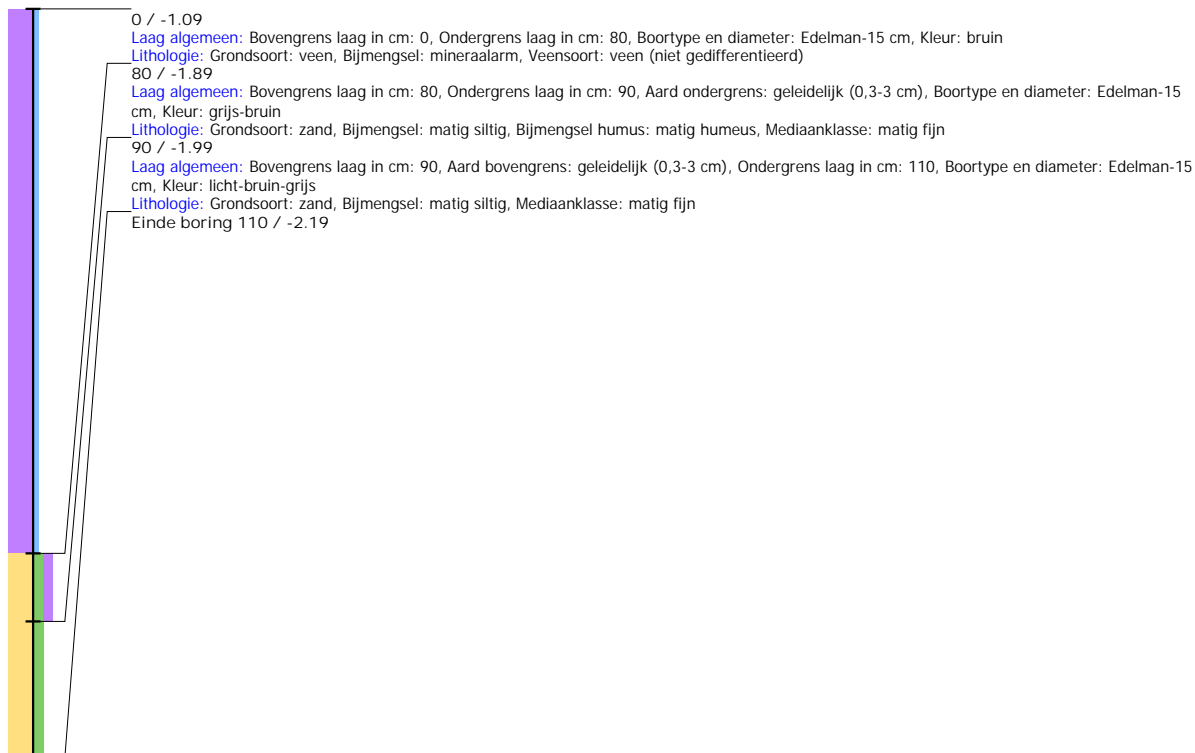 0 / -1.09
Laag algemeen: Bovengrens laag in cm: 0, Ondergrens laag in cm: 80, Boortype en diameter: Edelman-15 cm, Kleur: bruin
Lithologie: Grondsoort: veen, Bijmengsel: mineraalarm, Veensoort: veen (niet gedifferentieerd)
80 / -1.89
Laag algemeen: Bovengrens laag in cm: 80, Ondergrens laag in cm: 90, Aard ondergrens: geleidelijk (0,3-3 cm), Boortype en diameter: Edelman-15
cm, Kleur: grijs-bruin
Lithologie: Grondsoort: zand, Bijmengsel: matig siltig, Bijmengsel humus: matig humeus, Mediaanklasse: matig fijn
90 / -1.99
Laag algemeen: Bovengrens laag in cm: 90, Aard bovengrens: geleidelijk (0,3-3 cm), Ondergrens laag in cm: 110, Boortype en diameter: Edelman-15
cm, Kleur: licht-bruin-grijs
Lithologie: Grondsoort: zand, Bijmengsel: matig siltig, Mediaanklasse: matig fijn
Einde boring 110 / -2.19